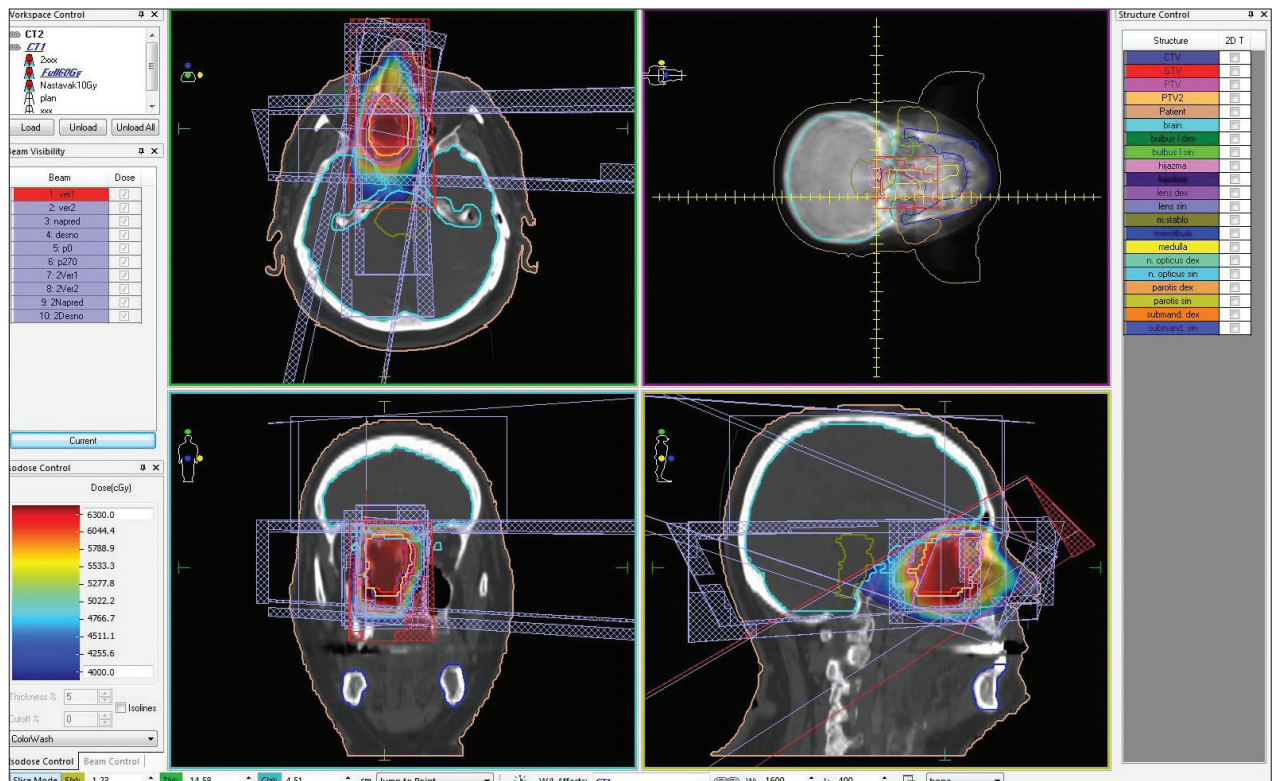 Workspace Control
CT2
CT1
2xxx
Full60Gy
Nastavak10Gy
plan
xxx
Load Unload Unload All
Beam Visibility
Beam Dose
1: ver1
2: ver2
3: napred
4: desno
5: p0
6: p270
7: 2Ver1
8: 2Ver2
9: 2Napred
10: 2Desno
Current
Isodose Control
Dose(cGy)
6300.0
6044.4
5788.9
5533.3
5277.8
5022.2
4766.7
4511.1
4255.6
4000.0
Thickness % 5
Isolines
Cutoff % 0
ColorWash
Isodose Control Beam Control
Structure Control
Structure 2D T
CTV
GTV
PTV
PTV2
Patient
brain
bulbus l dex
bulbus l sin
hijazma
lens dex
lens sin
m.stablo
mandibula
medulla
n. opticus dex
n. opticus sin
parotis dex
parotis sin
submand. dex
submand. sin
Slice Mode 1.23 14.58 4.51 cm Jump to Point W/L Affects: CT1 W: 1600 L: 400 bone